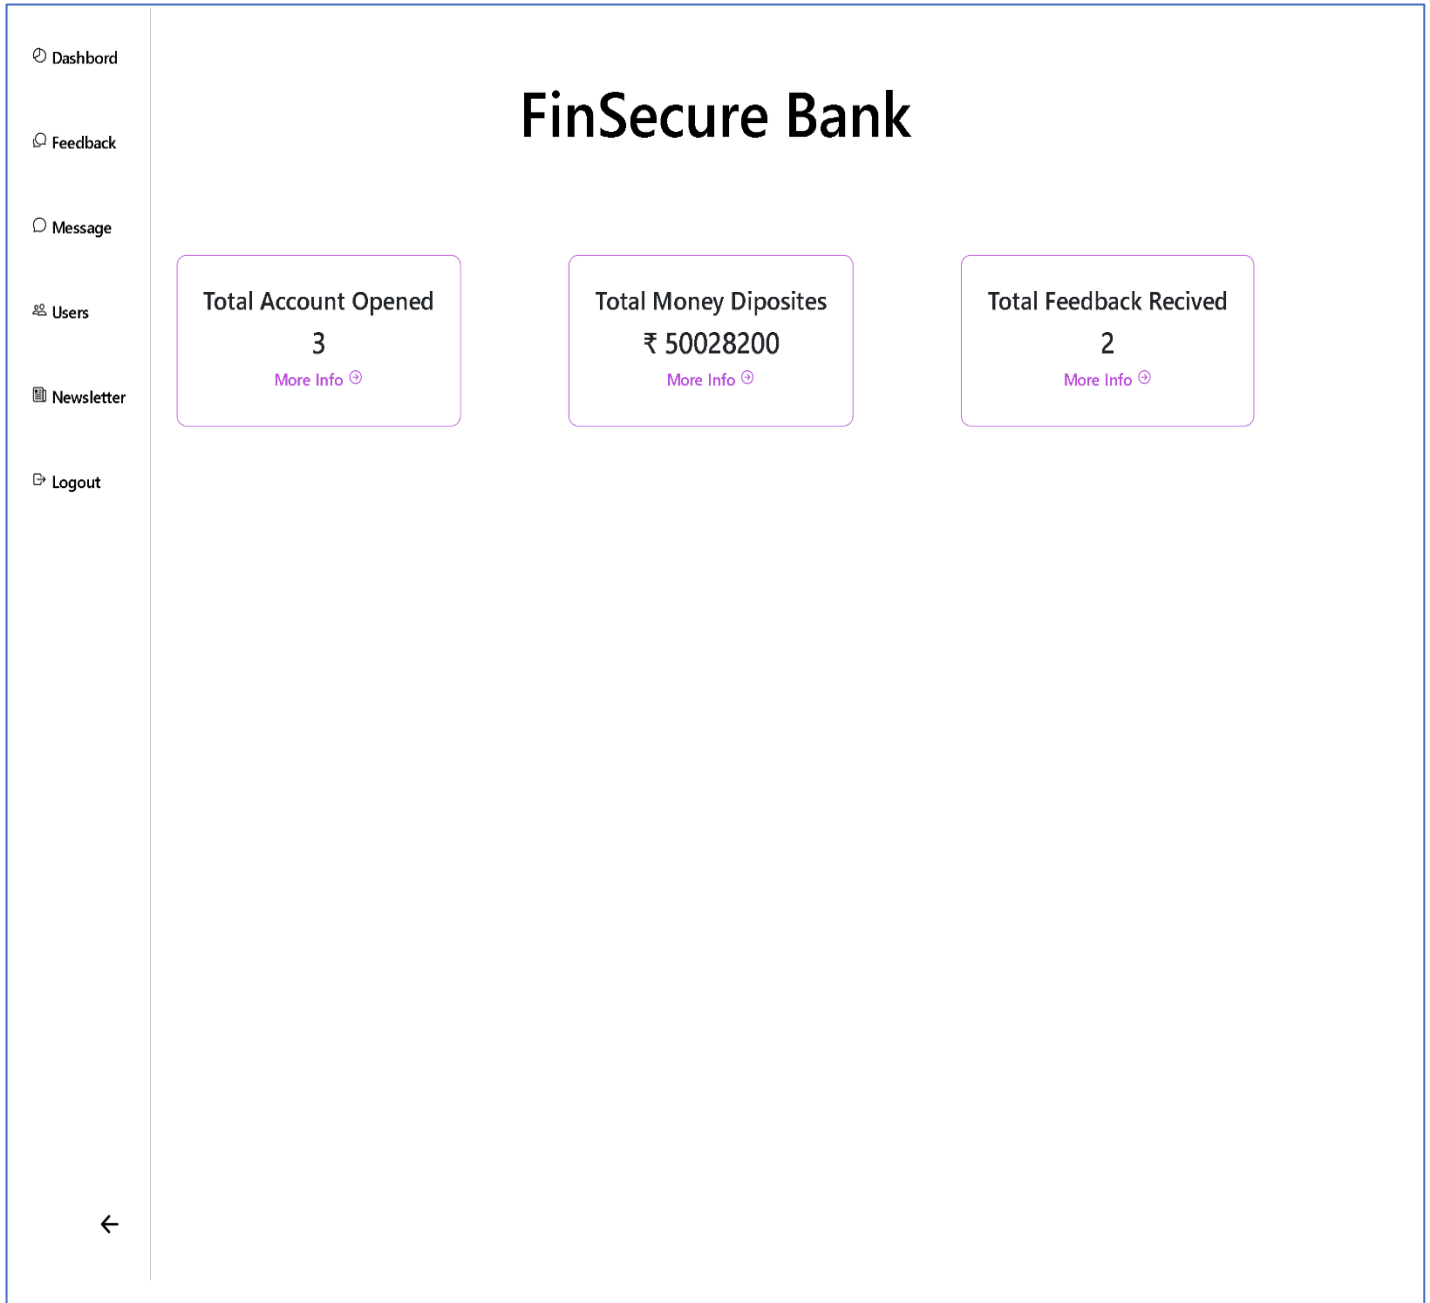 Dashbord
Feedback
Message
Users
Newsletter
Logout
FinSecure Bank
Total Account Opened
3
More Info
Total Money Diposites
₹ 50028200
More Info
Total Feedback Recived
2
More Info